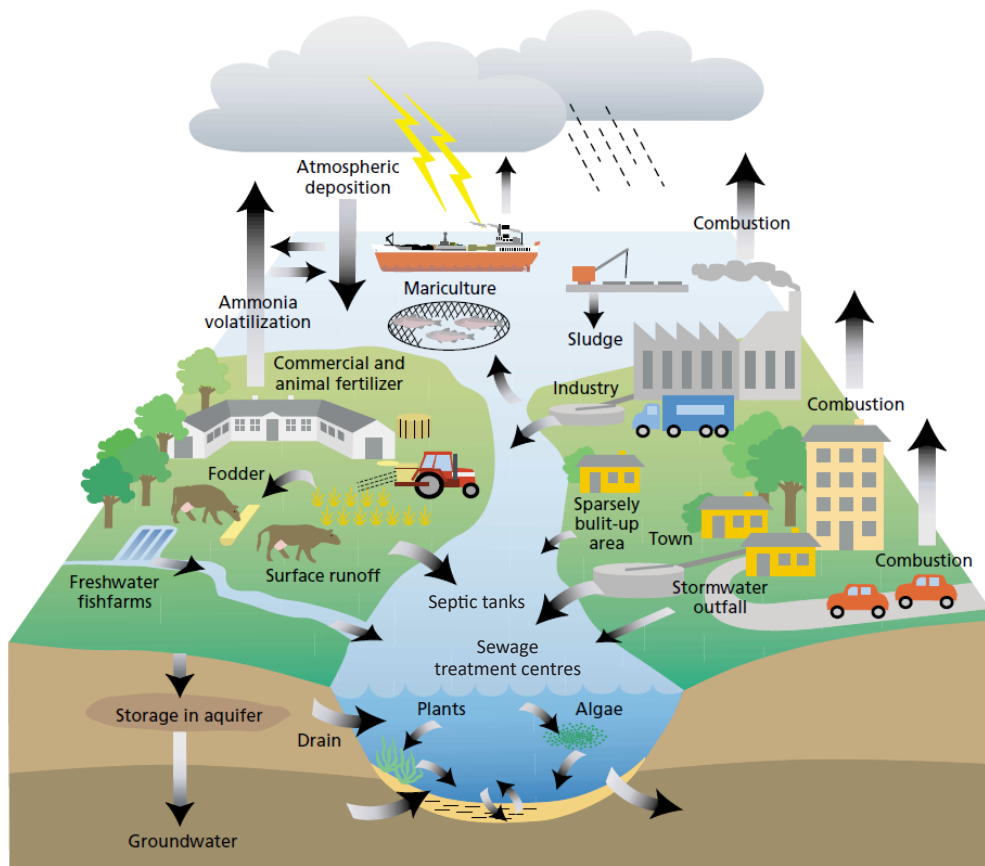 Atmospheric
deposition
Combustion
Mariculture
Ammonia
volatilization
Sludge
Commercial and
animal fertilizer
Industry
Combustion
Fodder
Sparsely
bulit-up
area
Town
Combustion
Freshwater
fishfarms
Surface runoff
Septic tanks
Stormwater
outfall
Sewage
treatment centres
Storage in aquifer
Plants
Algae
Drain
Groundwater